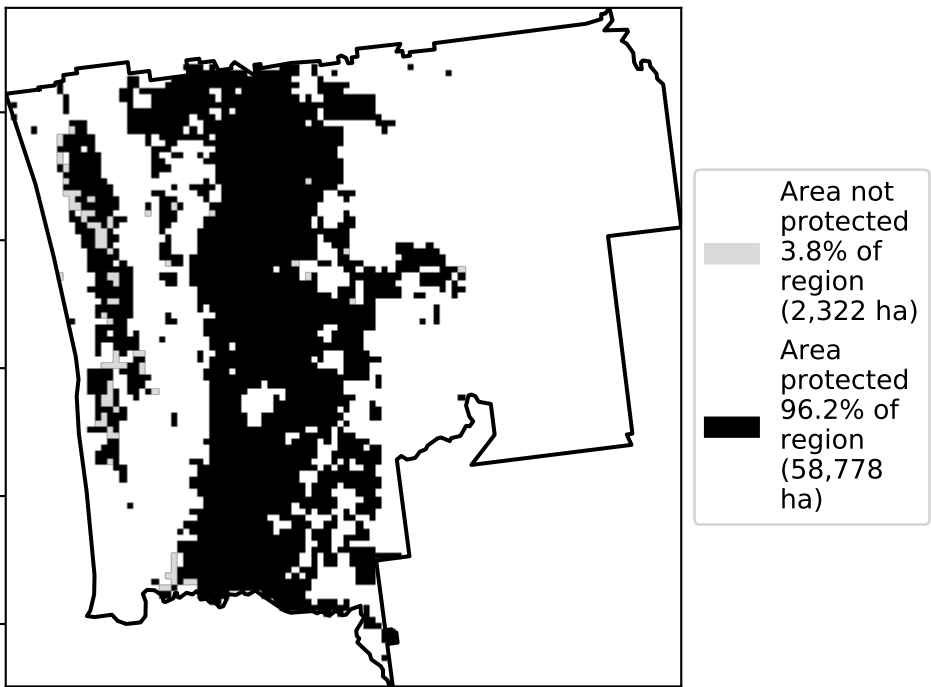 Area not
protected
3.8% of
region
(2,322 ha)
Area
protected
96.2% of
region
(58,778
ha)